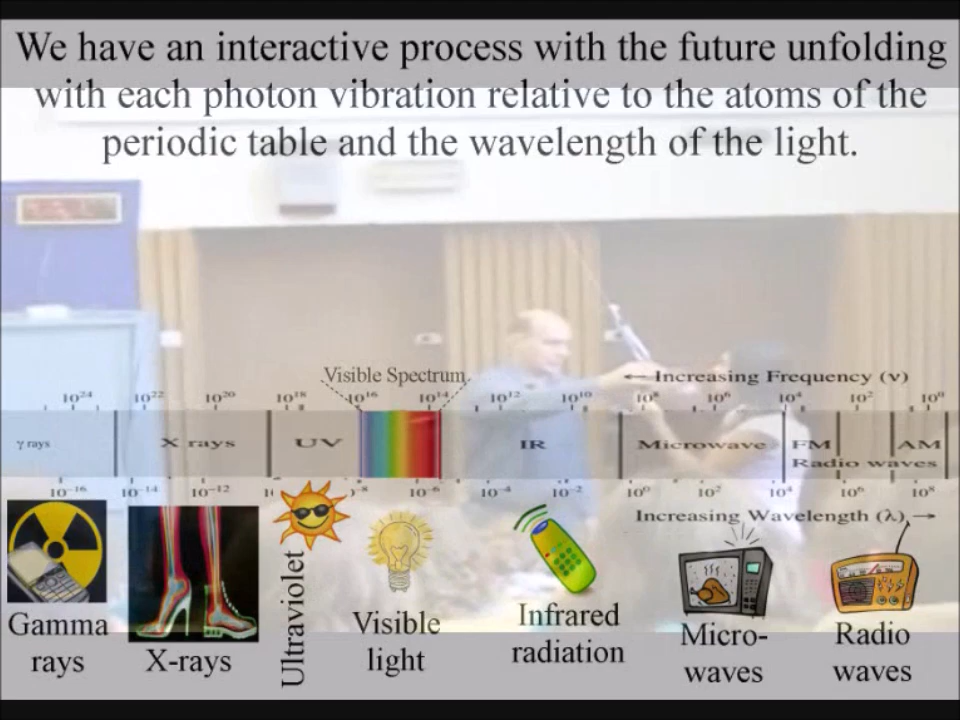 We have an interactive process with the future unfolding
with each photon vibration relative to the atoms of the
periodic table and the wavelength of the light.
Visible Spectrum
← Increasing Frequency (ν)
10²⁴ 10²² 10²⁰ 10¹⁸ 10¹⁶ 10¹⁴ 10¹² 10¹⁰ 10⁸ 10⁶ 10⁴ 10² 10⁰
γ rays X rays UV IR Microwave FM AM
Radio waves
10⁻¹⁶ 10⁻¹⁴ 10⁻¹² 10⁻⁶ 10⁻⁴ 10⁻² 10⁰ 10² 10⁴ 10⁶ 10⁸
Increasing Wavelength (λ) →
Gamma
rays
X-rays
Ultraviolet
Visible
light
Infrared
radiation
Micro-
waves
Radio
waves